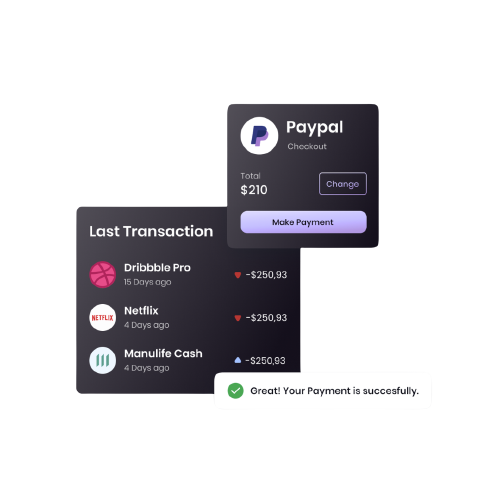 Paypal
Checkout
Total
$210
Change
Make Payment
Last Transaction
Dribbble Pro
15 Days ago
-$250,93
NETFLIX
Netflix
4 Days ago
-$250,93
Manulife Cash
4 Days ago
-$250,93
Great! Your Payment is succesfully.